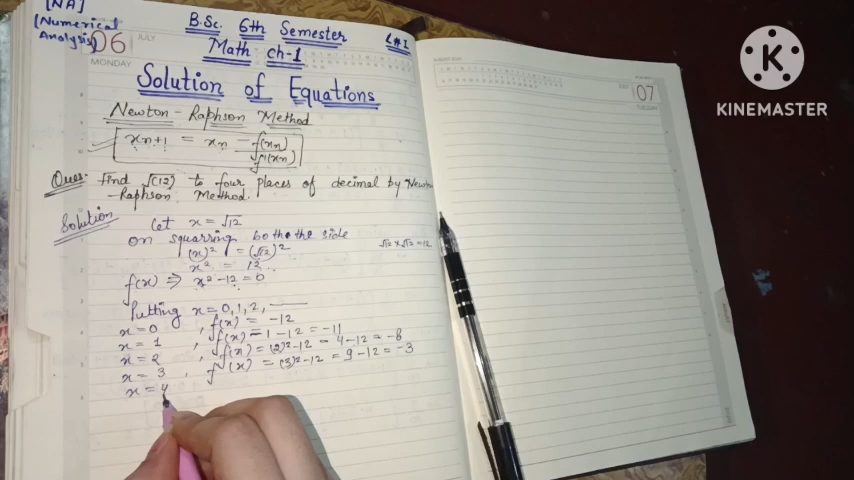 [NA]
[Numerical Analysis]
06 JULY
MONDAY
B.Sc. 6th Semester
L#1
Math ch-1
Solution of Equations
Newton-Raphson Method
xn+1 = xn - f(xn)/f'(xn)
Ques:- Find √(12) to four places of decimal by Newton
-Raphson Method.
Solution
let x = √12
on squarring both the side
(x)² = (√12)²
√12 x √12 = 12
x² = 12
f(x) ⇒ x² - 12 = 0
Putting x = 0, 1, 2, ——
x = 0 , f(x) = -12
x = 1 , f(x) = 1 - 12 = -11
x = 2 , f(x) = (2)² - 12 = 4 - 12 = -8
x = 3 , f(x) = (3)² - 12 = 9 - 12 = -3
x = 4
JULY 07
TUESDAY
K
KINEMASTER